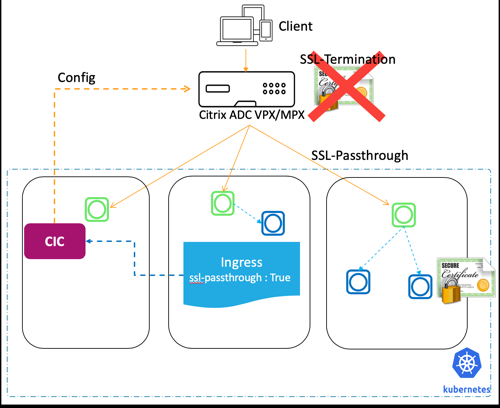 Client
SSL-Termination
SECURE
Certificate
Config
Citrix ADC VPX/MPX
SSL-Passthrough
CIC
Ingress
ssl-passthrough : True
SECURE
Certificate
kubernetes